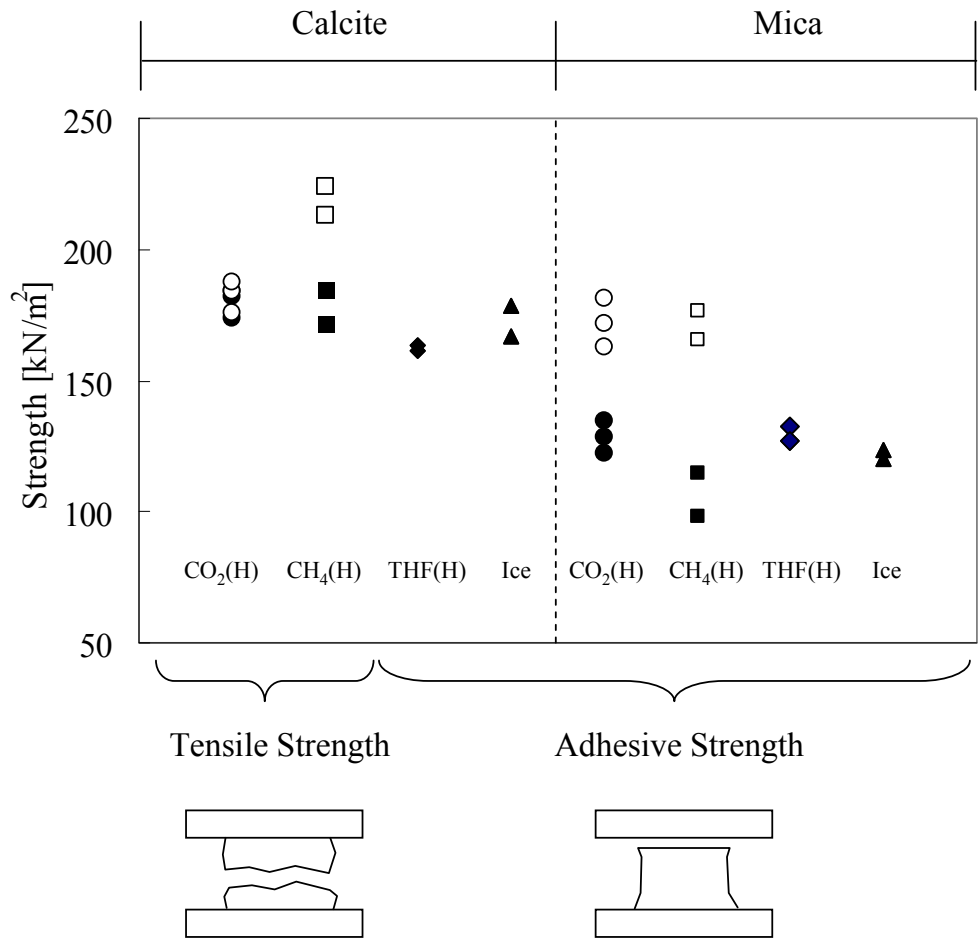 Calcite Mica
250
200
150
100
50
Strength [kN/m²]
CO₂(H) CH₄(H) THF(H) Ice CO₂(H) CH₄(H) THF(H) Ice
Tensile Strength Adhesive Strength